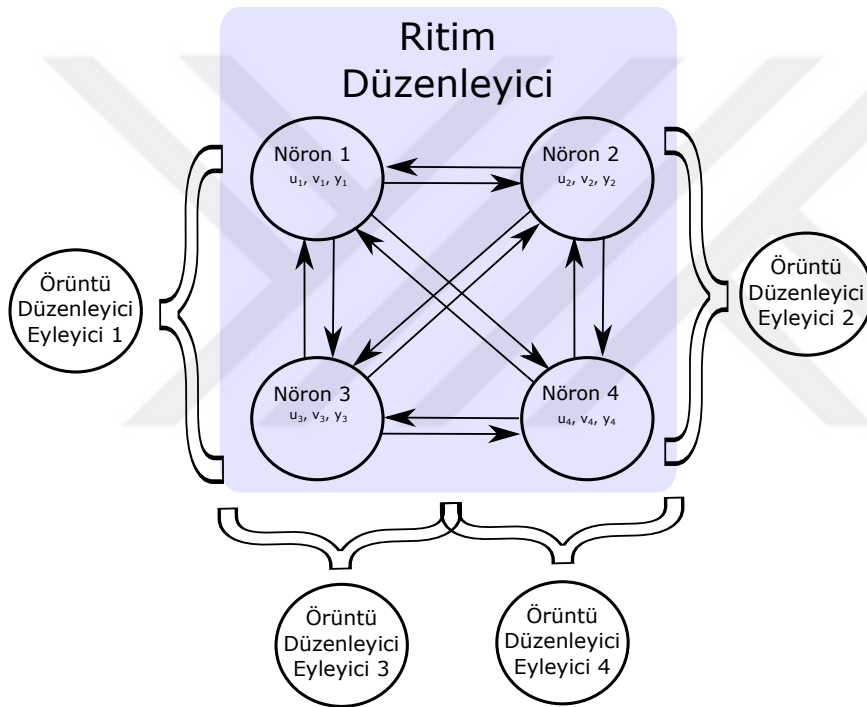 Ritim
Düzenleyici
Nöron 1
u₁, v₁, y₁
Nöron 2
u₂, v₂, y₂
Örüntü
Düzenleyici
Eyleyici 1
Örüntü
Düzenleyici
Eyleyici 2
Nöron 3
u₃, v₃, y₃
Nöron 4
u₄, v₄, y₄
Örüntü
Düzenleyici
Eyleyici 3
Örüntü
Düzenleyici
Eyleyici 4